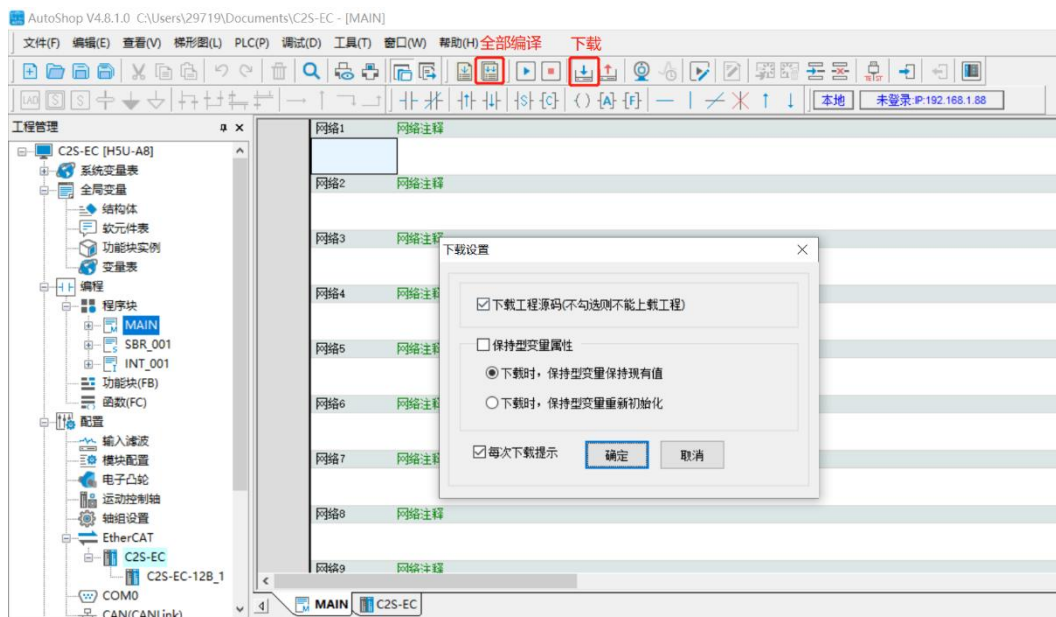 AutoShop V4.8.1.0 C:\Users\29719\Documents\C2S-EC - [MAIN]
文件(F) 编辑(E) 查看(V) 梯形图(L) PLC(P) 调试(D) 工具(T) 窗口(W) 帮助(H) 全部编译 下载
LAD S S
S C A F 本地 未登录:IP:192.168.1.88
工程管理
C2S-EC [H5U-A8]
系统变量表
全局变量
结构体
软元件表
功能块实例
变量表
编程
程序块
MAIN
SBR_001
INT_001
功能块(FB)
函数(FC)
配置
输入滤波
模块配置
电子凸轮
运动控制轴
轴组设置
EtherCAT
C2S-EC
C2S-EC-12B_1
COM0
CAN(CANLink)
网络1 网络注释
网络2 网络注释
网络3 网络注释
网络4 网络注释
网络5 网络注释
网络6 网络注释
网络7 网络注释
网络8 网络注释
网络9 网络注释
下载设置
下载工程源码(不勾选则不能上载工程)
保持型变量属性
下载时，保持型变量保持现有值
下载时，保持型变量重新初始化
每次下载提示 确定 取消
MAIN C2S-EC